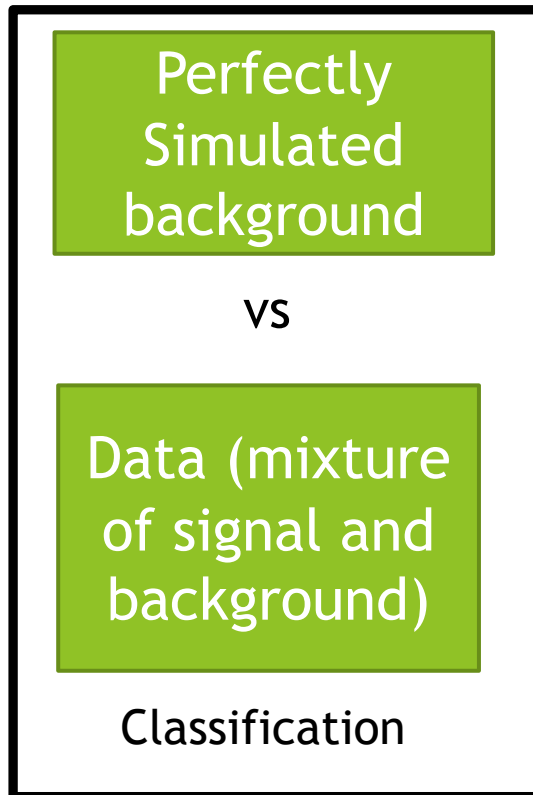 Perfectly
Simulated
background
vs
Data (mixture
of signal and
background)
Classification